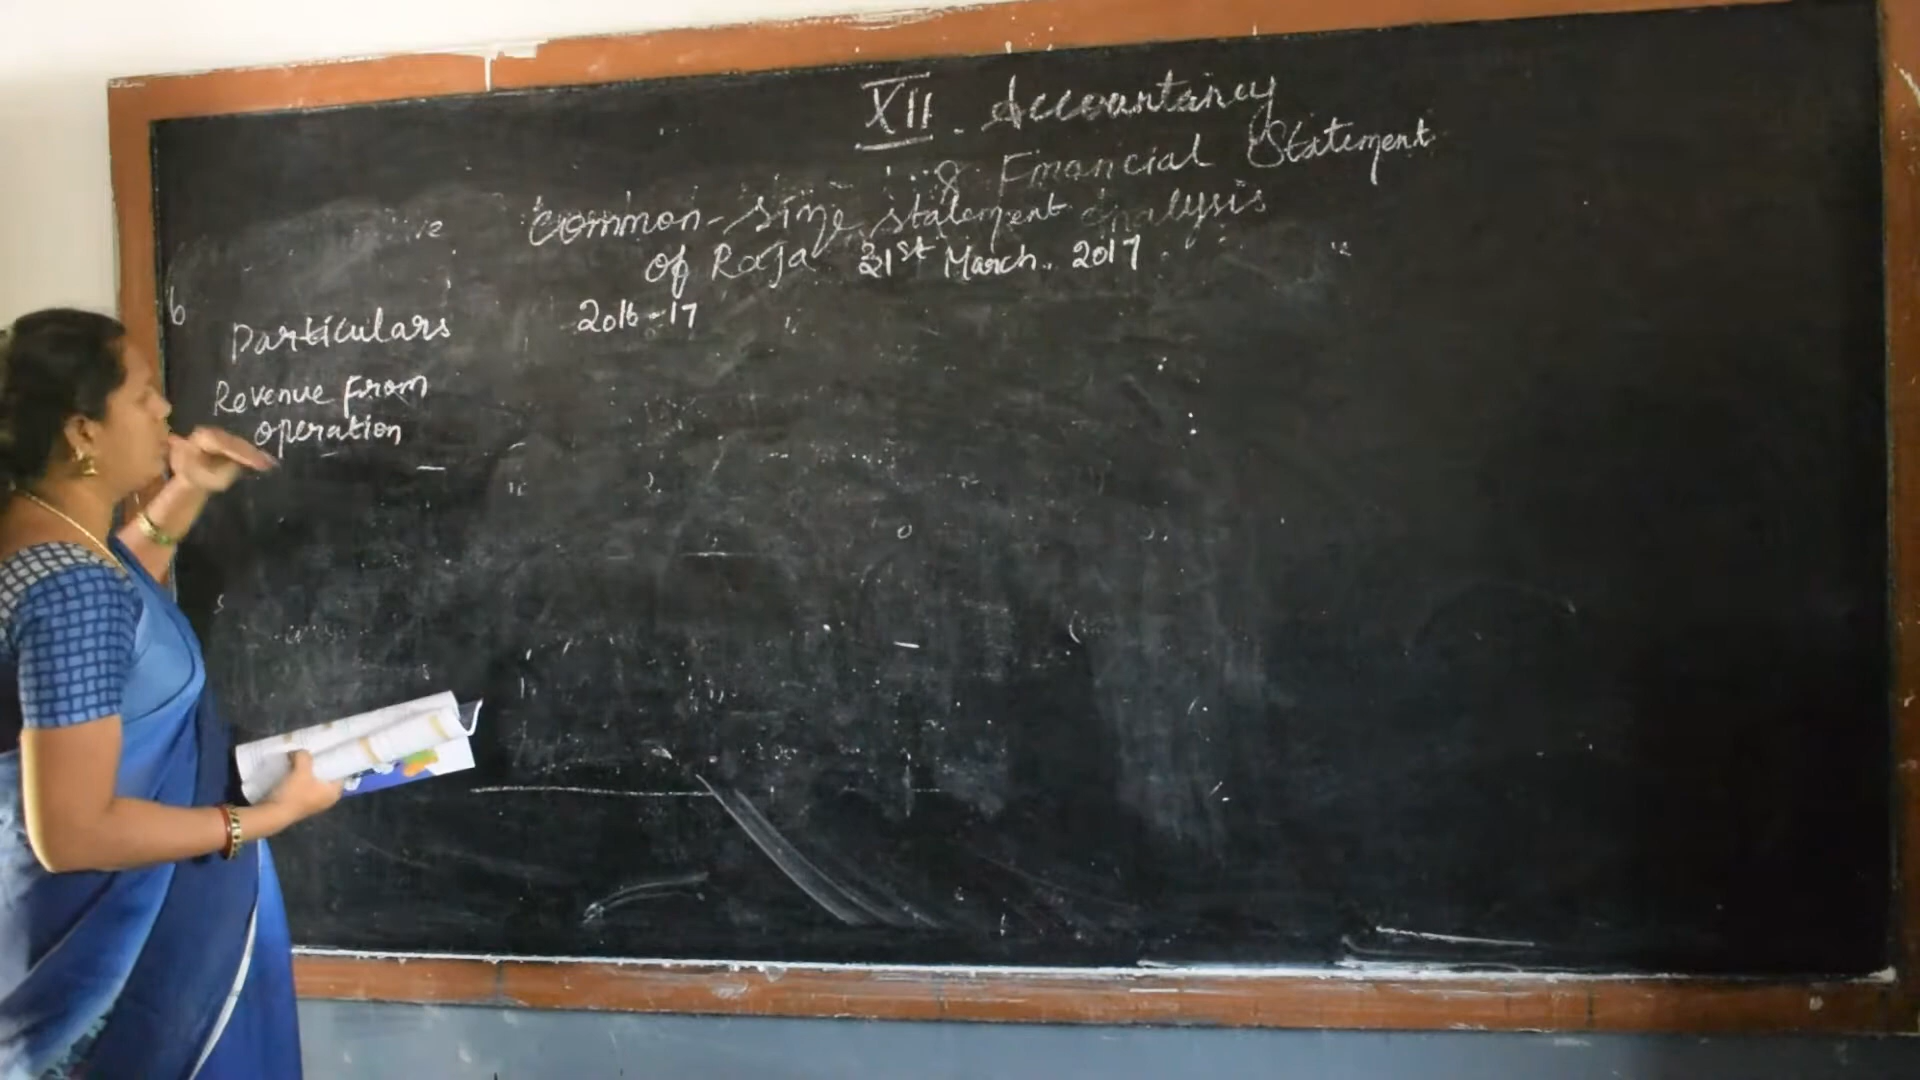 XII. Accountancy
8 Financial Statement
Common-size statement Analysis
of Raja 31st March. 2017
6
Particulars 2016-17
Revenue from
operation